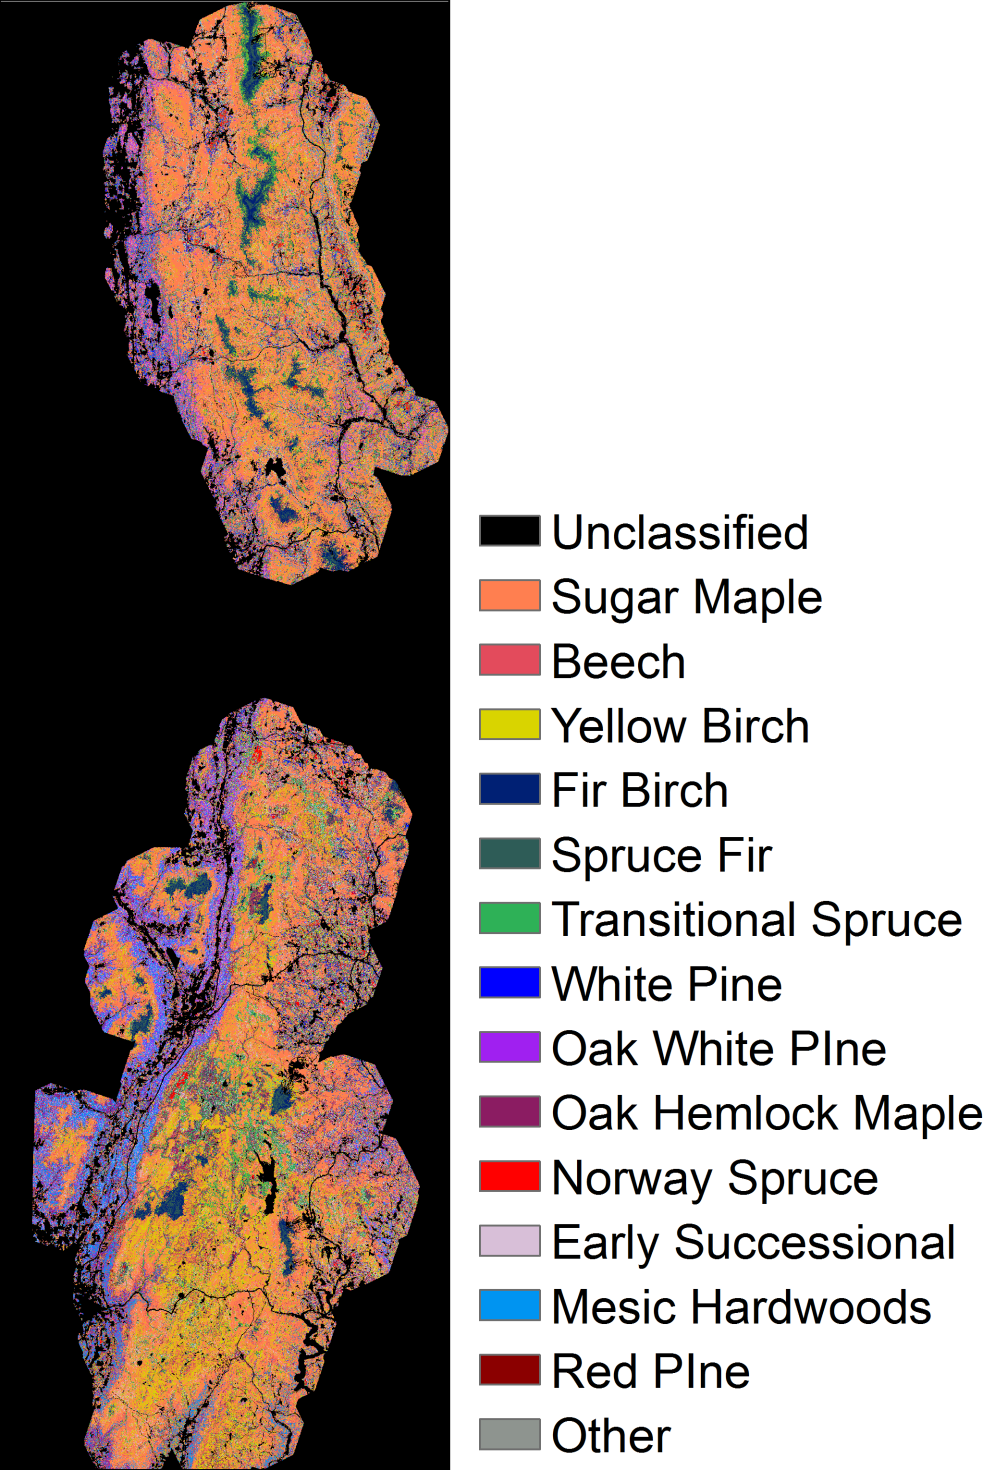 Unclassified
Sugar Maple
Beech
Yellow Birch
Fir Birch
Spruce Fir
Transitional Spruce
White Pine
Oak White PIne
Oak Hemlock Maple
Norway Spruce
Early Successional
Mesic Hardwoods
Red PIne
Other